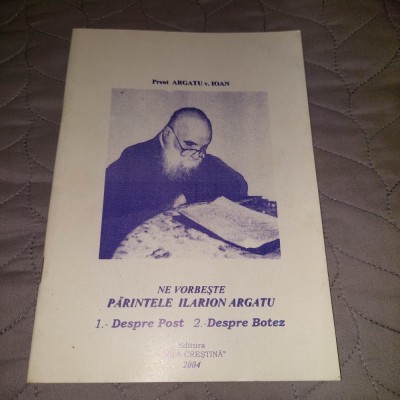 Preot ARGATU v. IOAN
NE VORBEŞTE
PĂRINTELE ILARION ARGATU
1.- Despre Post 2.-Despre Botez
Editura
CREŞTINĂ"
2004